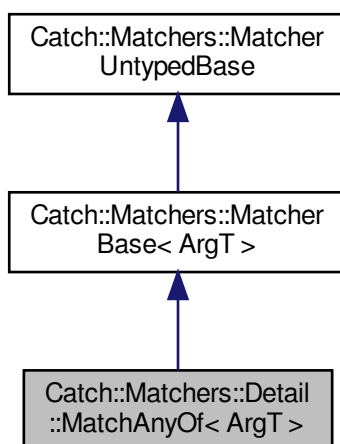 Catch::Matchers::Matcher
UntypedBase
Catch::Matchers::Matcher
Base< ArgT >
Catch::Matchers::Detail
::MatchAnyOf< ArgT >